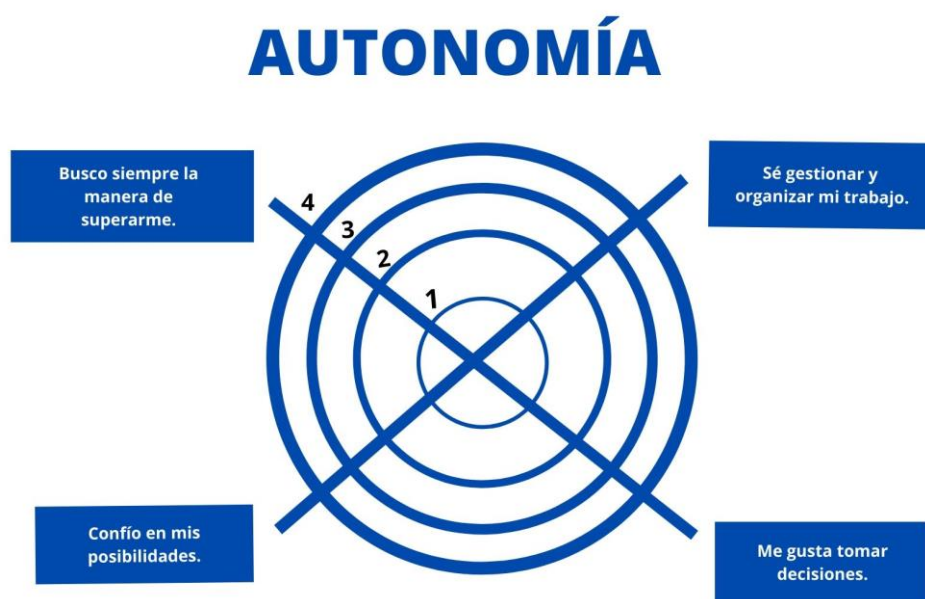 AUTONOMÍA
Busco siempre la
manera de
superarme.
Sé gestionar y
organizar mi trabajo.
4
3
2
1
Confío en mis
posibilidades.
Me gusta tomar
decisiones.